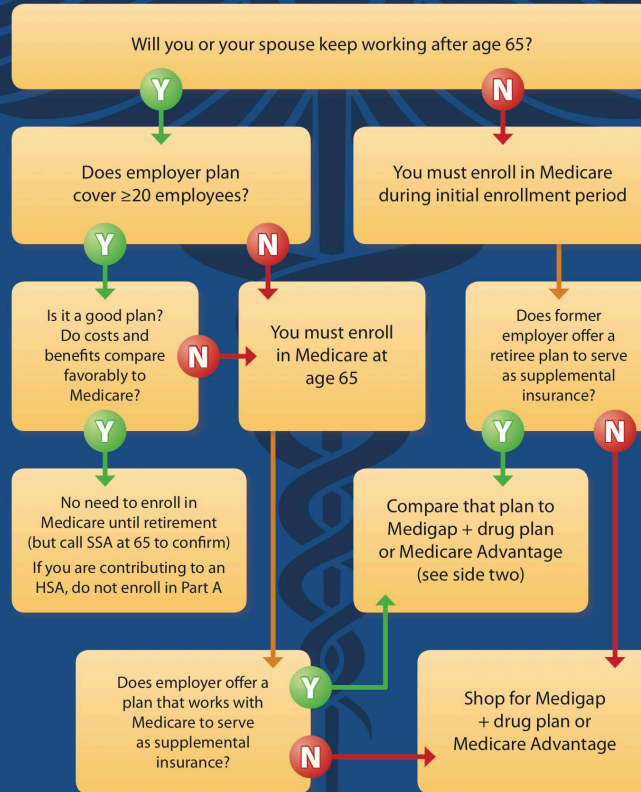 Will you or your spouse keep working after age 65?
Y
N
Does employer plan
cover ≥20 employees?
You must enroll in Medicare
during initial enrollment period
Y
N
Is it a good plan?
Do costs and
benefits compare
favorably to
Medicare?
N
You must enroll
in Medicare at
age 65
Does former
employer offer a
retiree plan to serve
as supplemental
insurance?
Y
Y
N
No need to enroll in
Medicare until retirement
(but call SSA at 65 to confirm)
If you are contributing to an
HSA, do not enroll in Part A
Compare that plan to
Medigap + drug plan
or Medicare Advantage
(see side two)
Does employer offer a
plan that works with
Medicare to serve
as supplemental
insurance?
Y
N
Shop for Medigap
+ drug plan or
Medicare Advantage